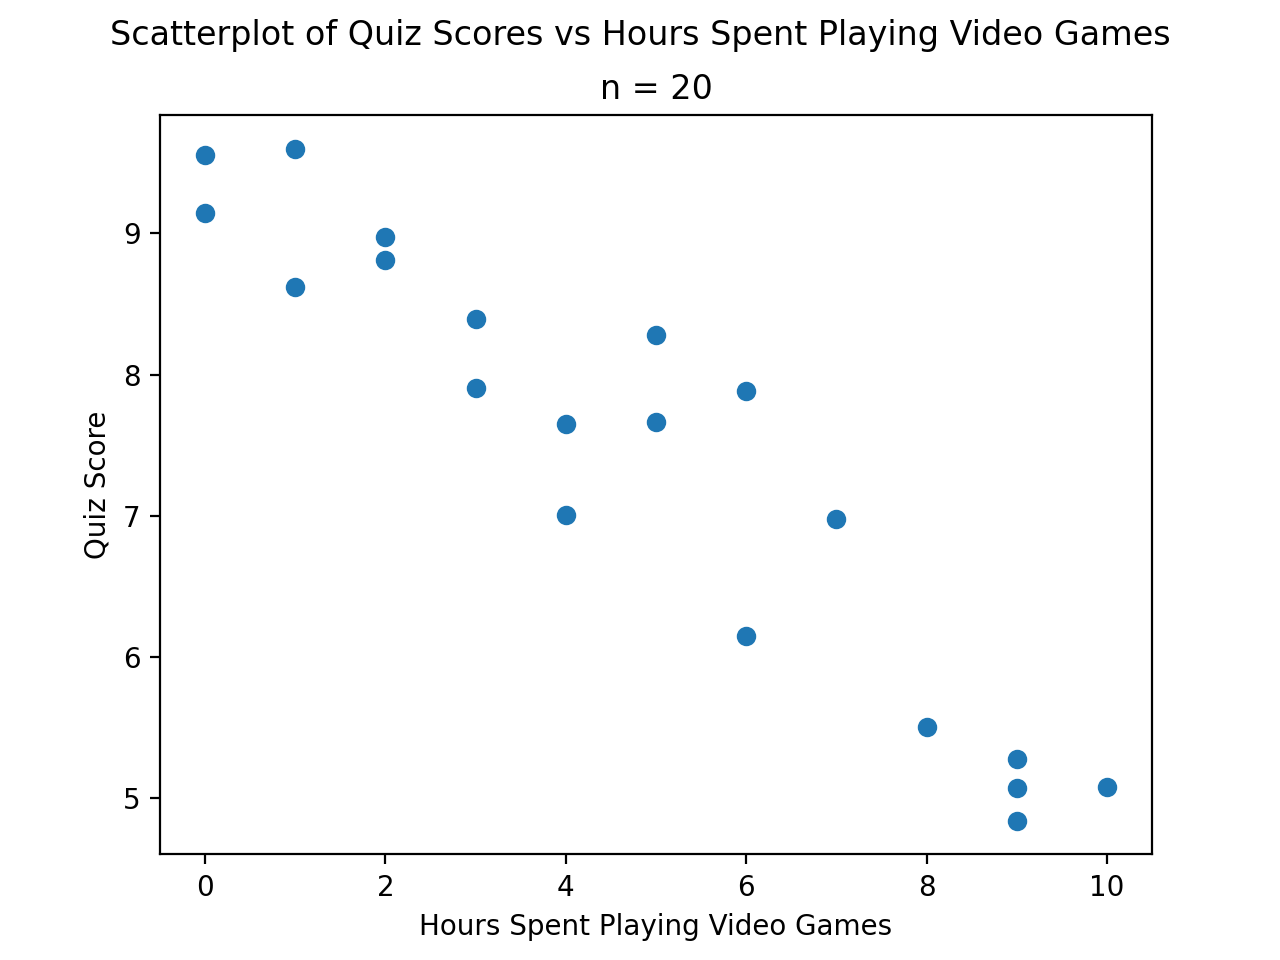 Scatterplot of Quiz Scores vs Hours Spent Playing Video Games
n = 20
9
8
7
6
5
Quiz Score
0 2 4 6 8 10
Hours Spent Playing Video Games